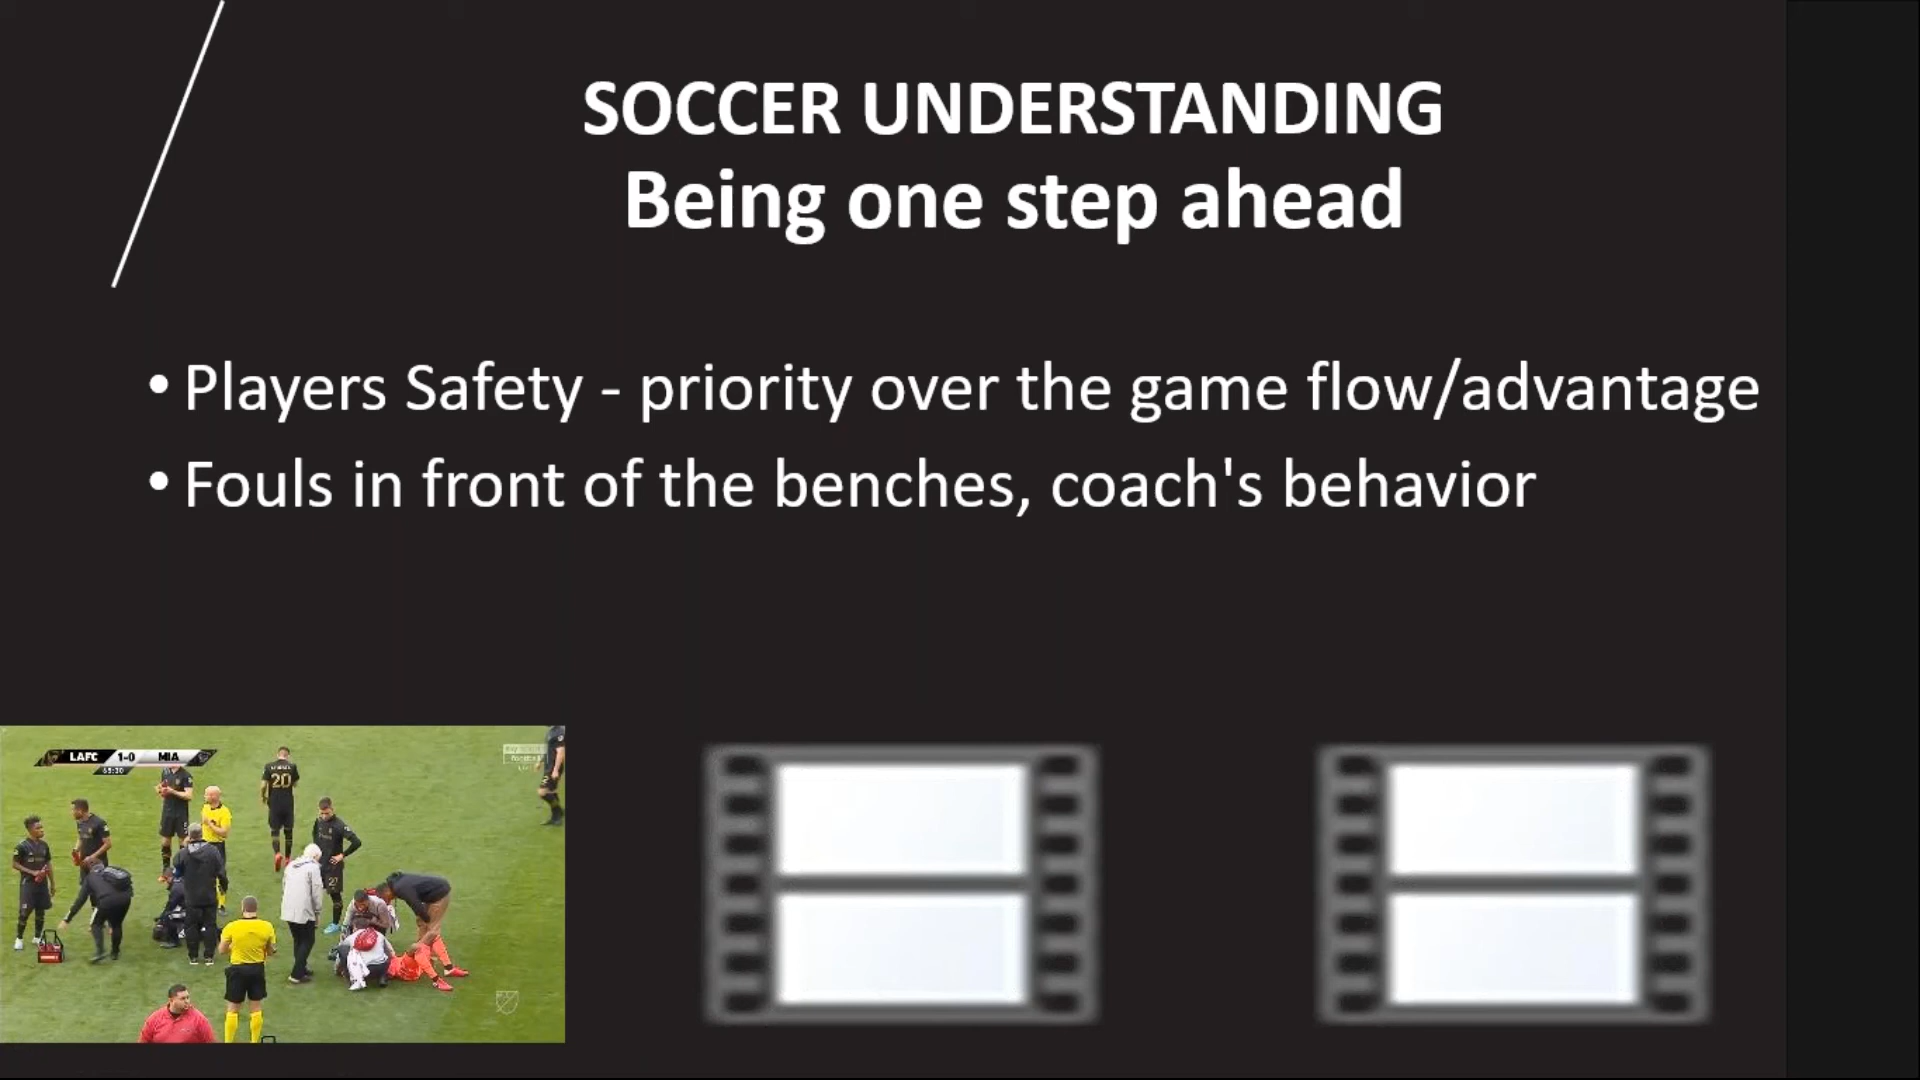 SOCCER UNDERSTANDING
Being one step ahead
• Players Safety - priority over the game flow/advantage
• Fouls in front of the benches, coach's behavior
LAFC 1-0 MIA
20
27